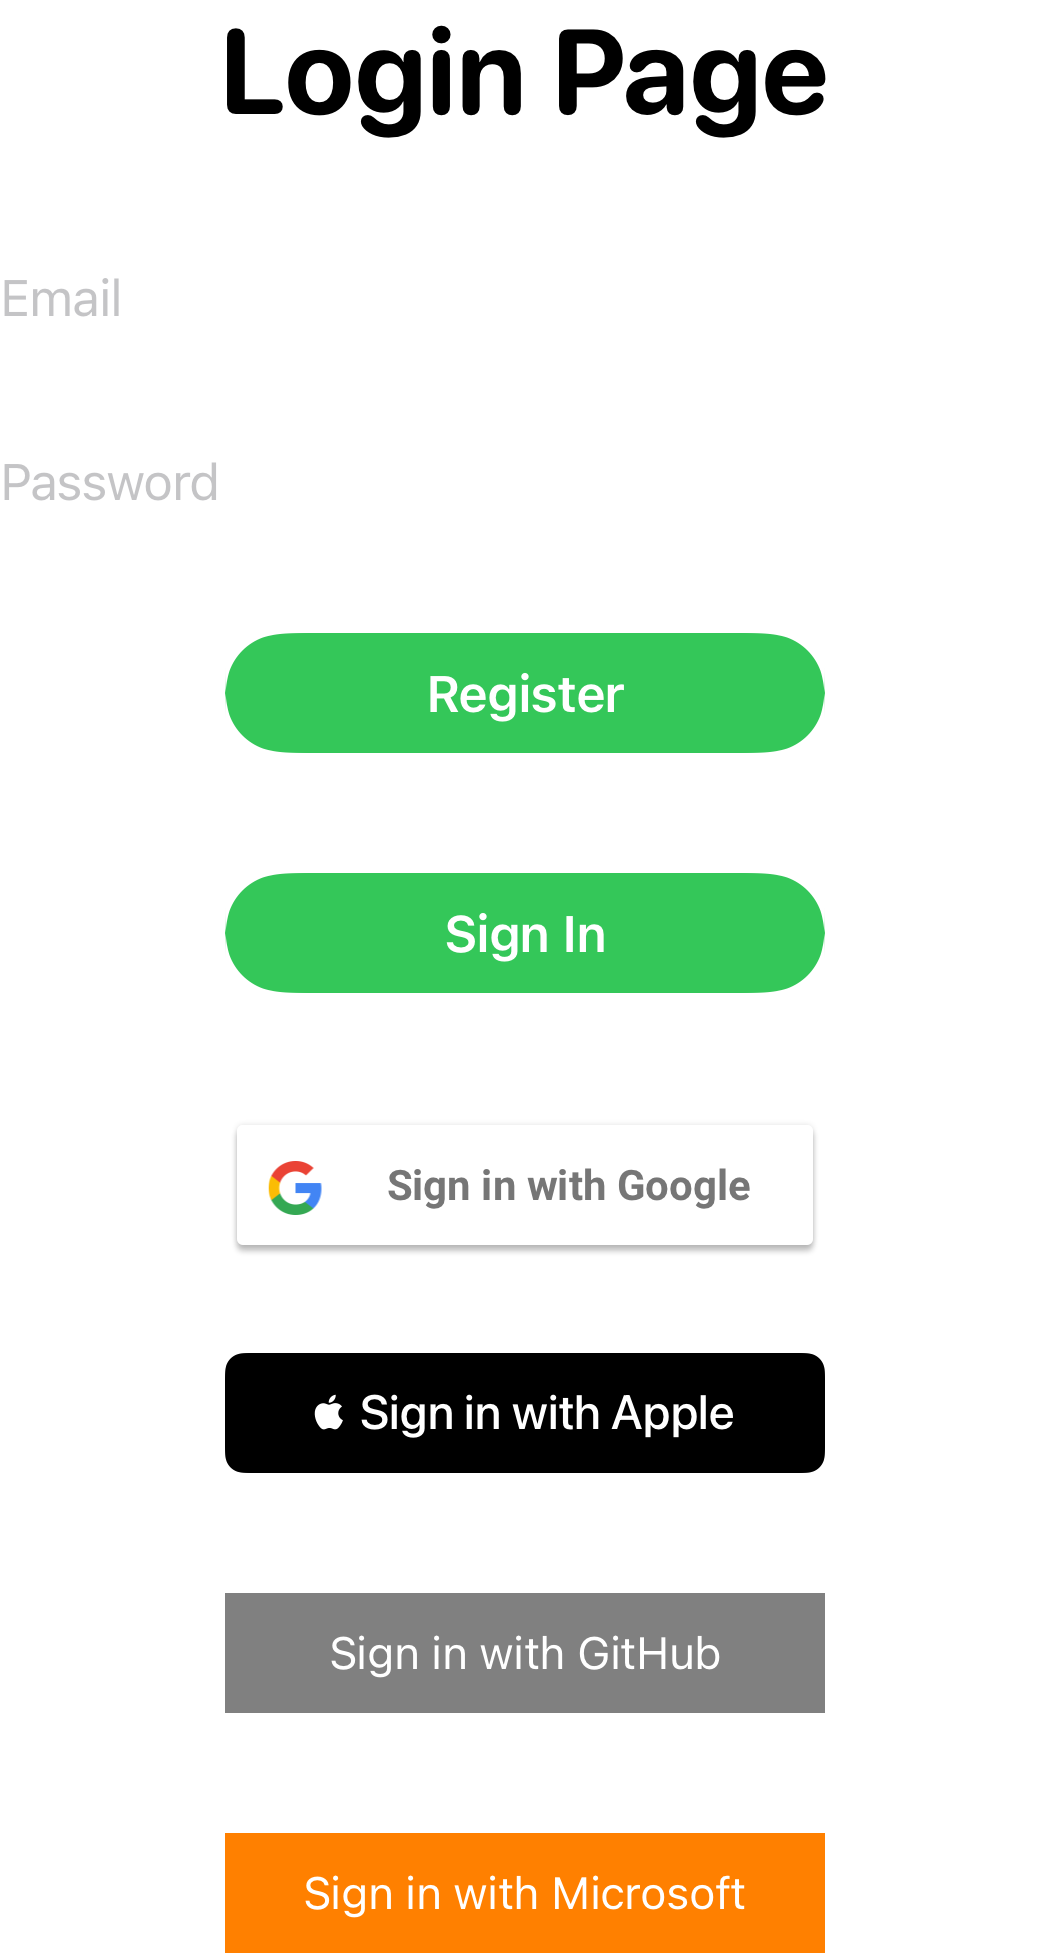 Login Page
Email
Password
Register
Sign In
Sign in with Google
Sign in with Apple
Sign in with GitHub
Sign in with Microsoft